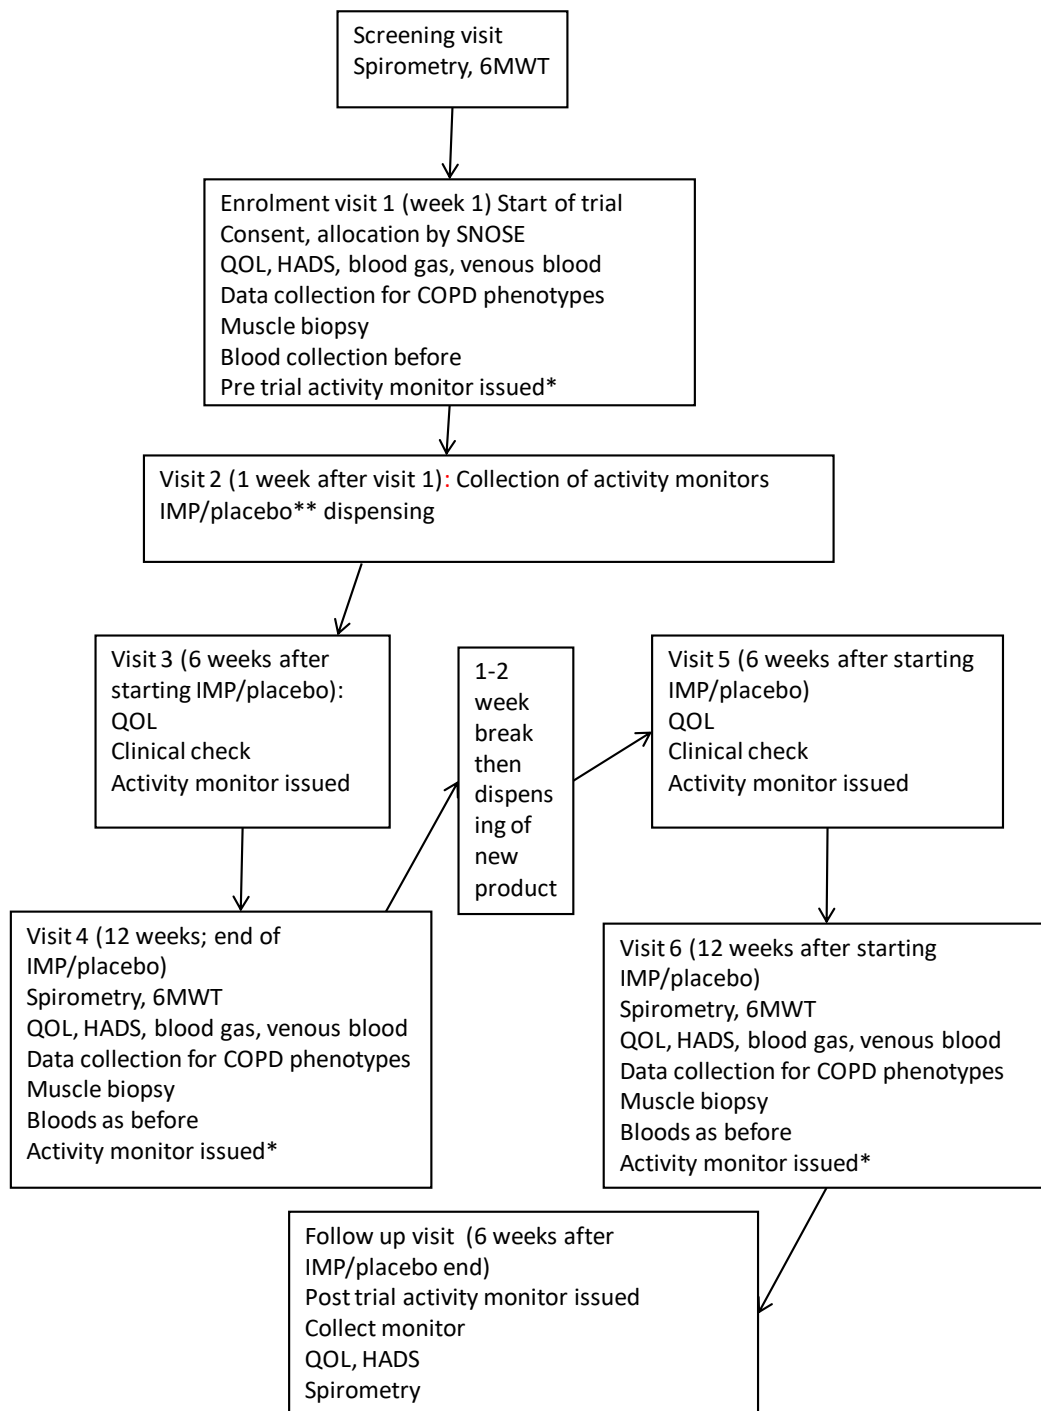 Screening visit
Spirometry, 6MWT
Enrolment visit 1 (week 1) Start of trial
Consent, allocation by SNOSE
QOL, HADS, blood gas, venous blood
Data collection for COPD phenotypes
Muscle biopsy
Blood collection before
Pre trial activity monitor issued*
Visit 2 (1 week after visit 1): Collection of activity monitors
IMP/placebo** dispensing
Visit 3 (6 weeks after
starting IMP/placebo):
QOL
Clinical check
Activity monitor issued
Visit 4 (12 weeks; end of
IMP/placebo)
Spirometry, 6MWT
QOL, HADS, blood gas, venous blood
Data collection for COPD phenotypes
Muscle biopsy
Bloods as before
Activity monitor issued*
1-2
week
break
then
dispens
ing of
new
product
Visit 5 (6 weeks after starting
IMP/placebo)
QOL
Clinical check
Activity monitor issued
Visit 6 (12 weeks after starting
IMP/placebo)
Spirometry, 6MWT
QOL, HADS, blood gas, venous blood
Data collection for COPD phenotypes
Muscle biopsy
Bloods as before
Activity monitor issued*
Follow up visit (6 weeks after
IMP/placebo end)
Post trial activity monitor issued
Collect monitor
QOL, HADS
Spirometry